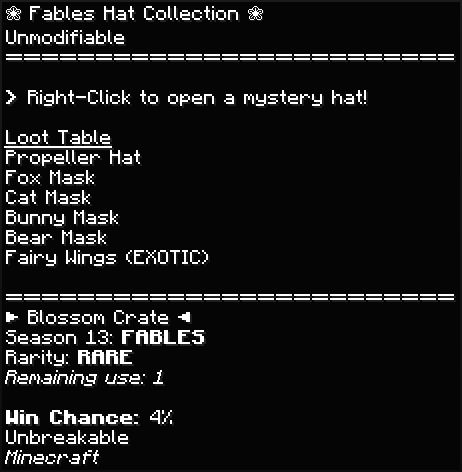 ❀ Fables Hat Collection ❀
Unmodifiable
================================
> Right-Click to open a mystery hat!
Loot Table
Propeller Hat
Fox Mask
Cat Mask
Bunny Mask
Bear Mask
Fairy Wings (EXOTIC)
================================
► Blossom Crate ◄
Season 13: FABLES
Rarity: RARE
Remaining use: 1
Win Chance: 4%
Unbreakable
Minecraft